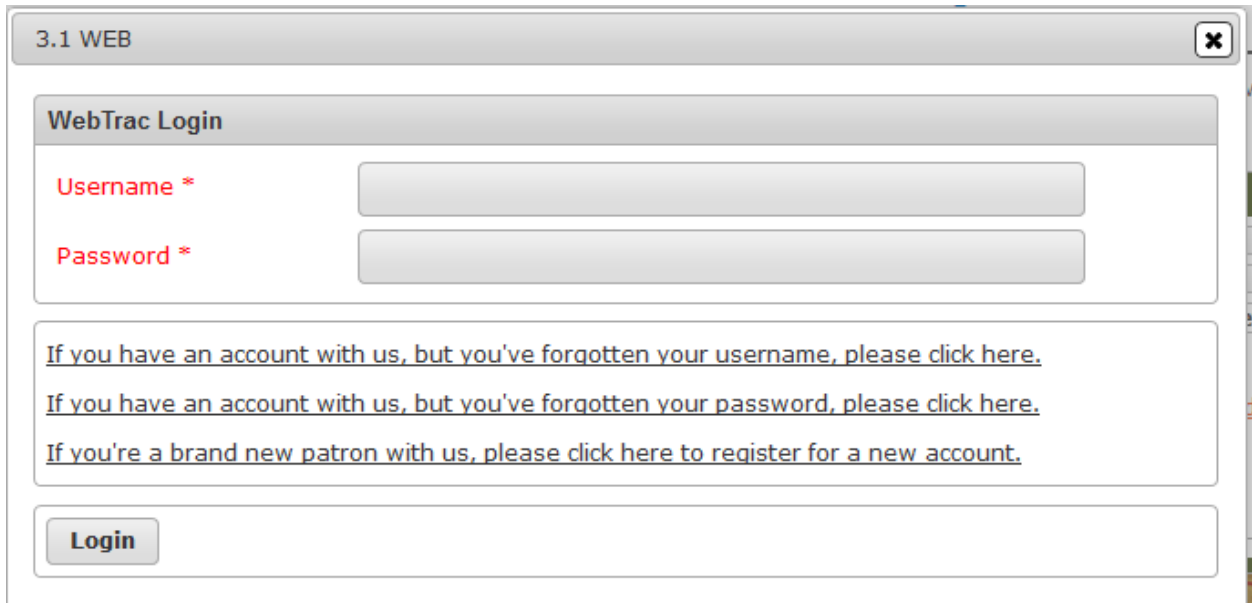 3.1 WEB
WebTrac Login
Username *
Password *
If you have an account with us, but you've forgotten your username, please click here.
If you have an account with us, but you've forgotten your password, please click here.
If you're a brand new patron with us, please click here to register for a new account.
Login